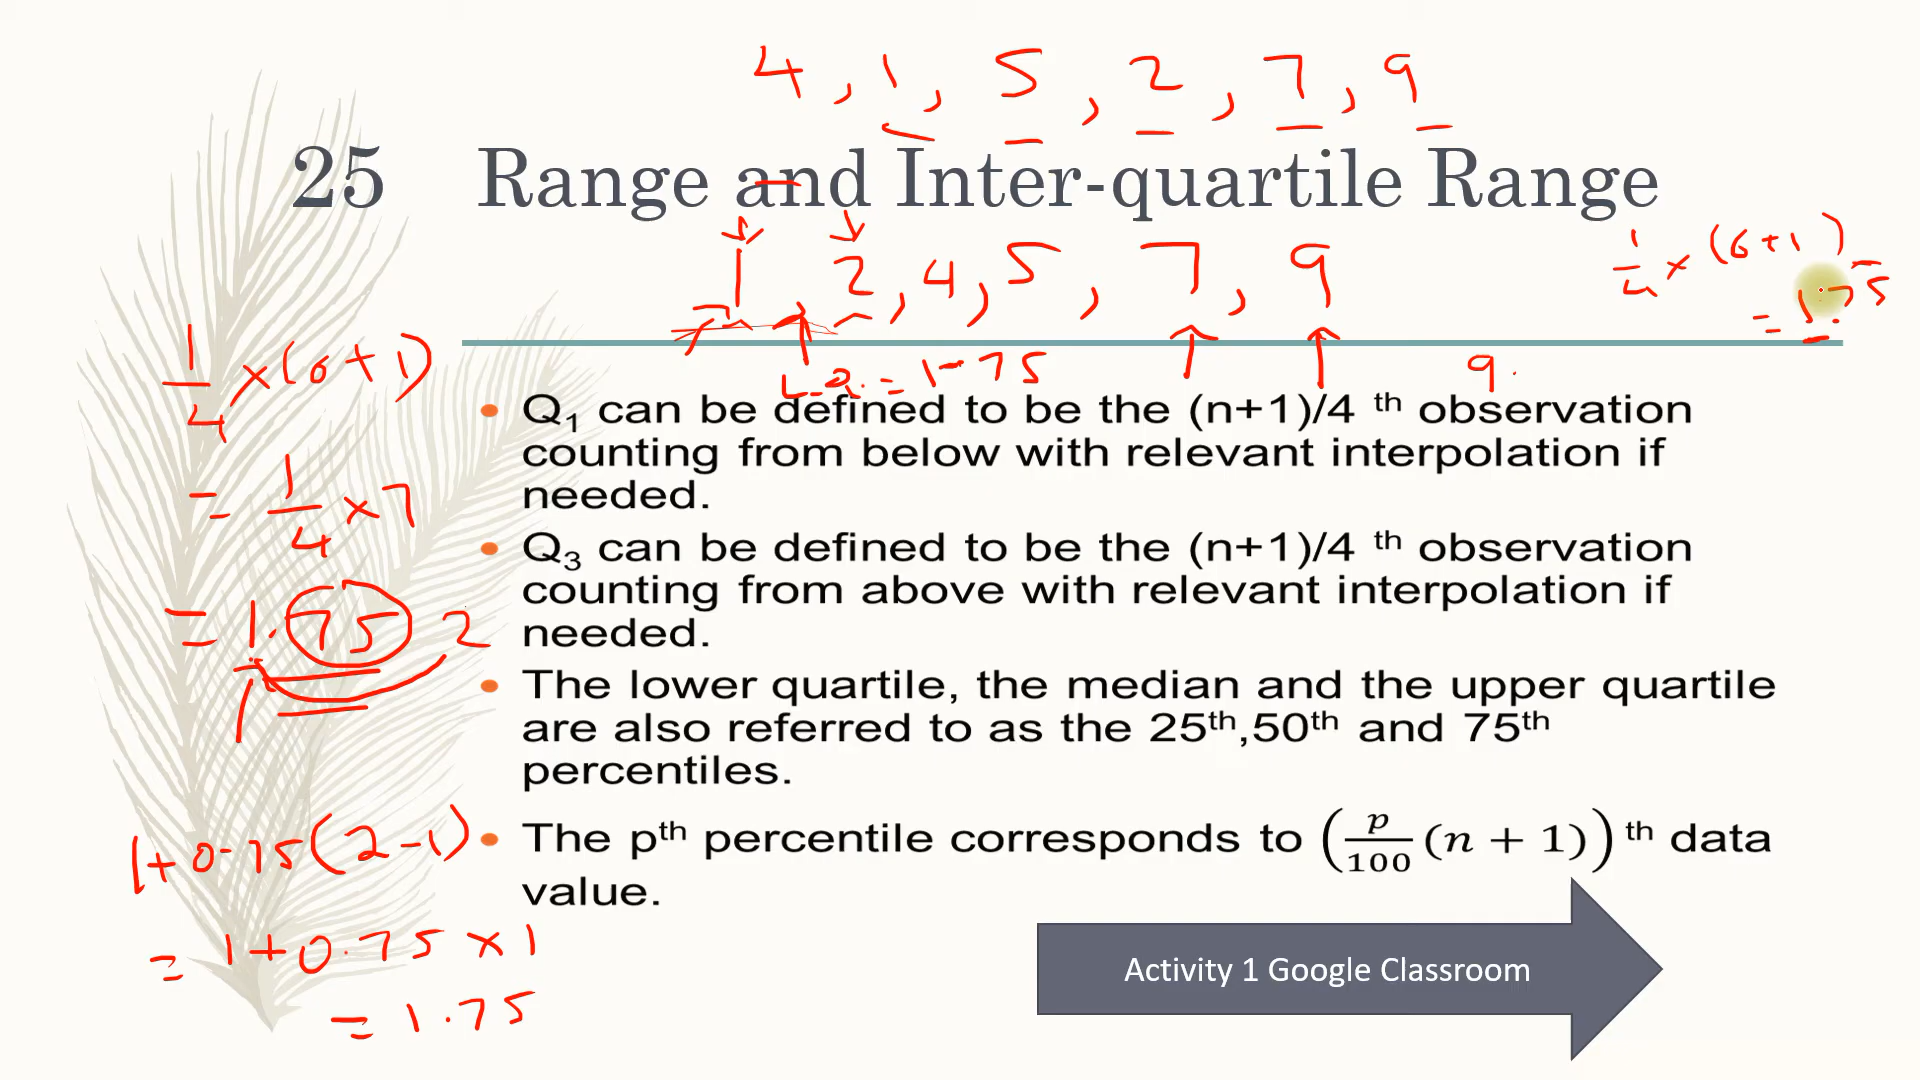 4, 1, 5, 2, 7, 9
25 Range and Inter-quartile Range
1, 2, 4, 5, 7, 9
1/4 × (6+1)
= 1.75
L.Q. = 1.75
9.
1/4 × (6+1)
= 1/4 × 7
= 1.75 2
1+0.75(2-1)
= 1+0.75 × 1
= 1.75
Q1 can be defined to be the (n+1)/4 th observation
counting from below with relevant interpolation if
needed.
Q3 can be defined to be the (n+1)/4 th observation
counting from above with relevant interpolation if
needed.
The lower quartile, the median and the upper quartile
are also referred to as the 25th,50th and 75th
percentiles.
The pth percentile corresponds to (p/100 (n + 1)) th data
value.
Activity 1 Google Classroom